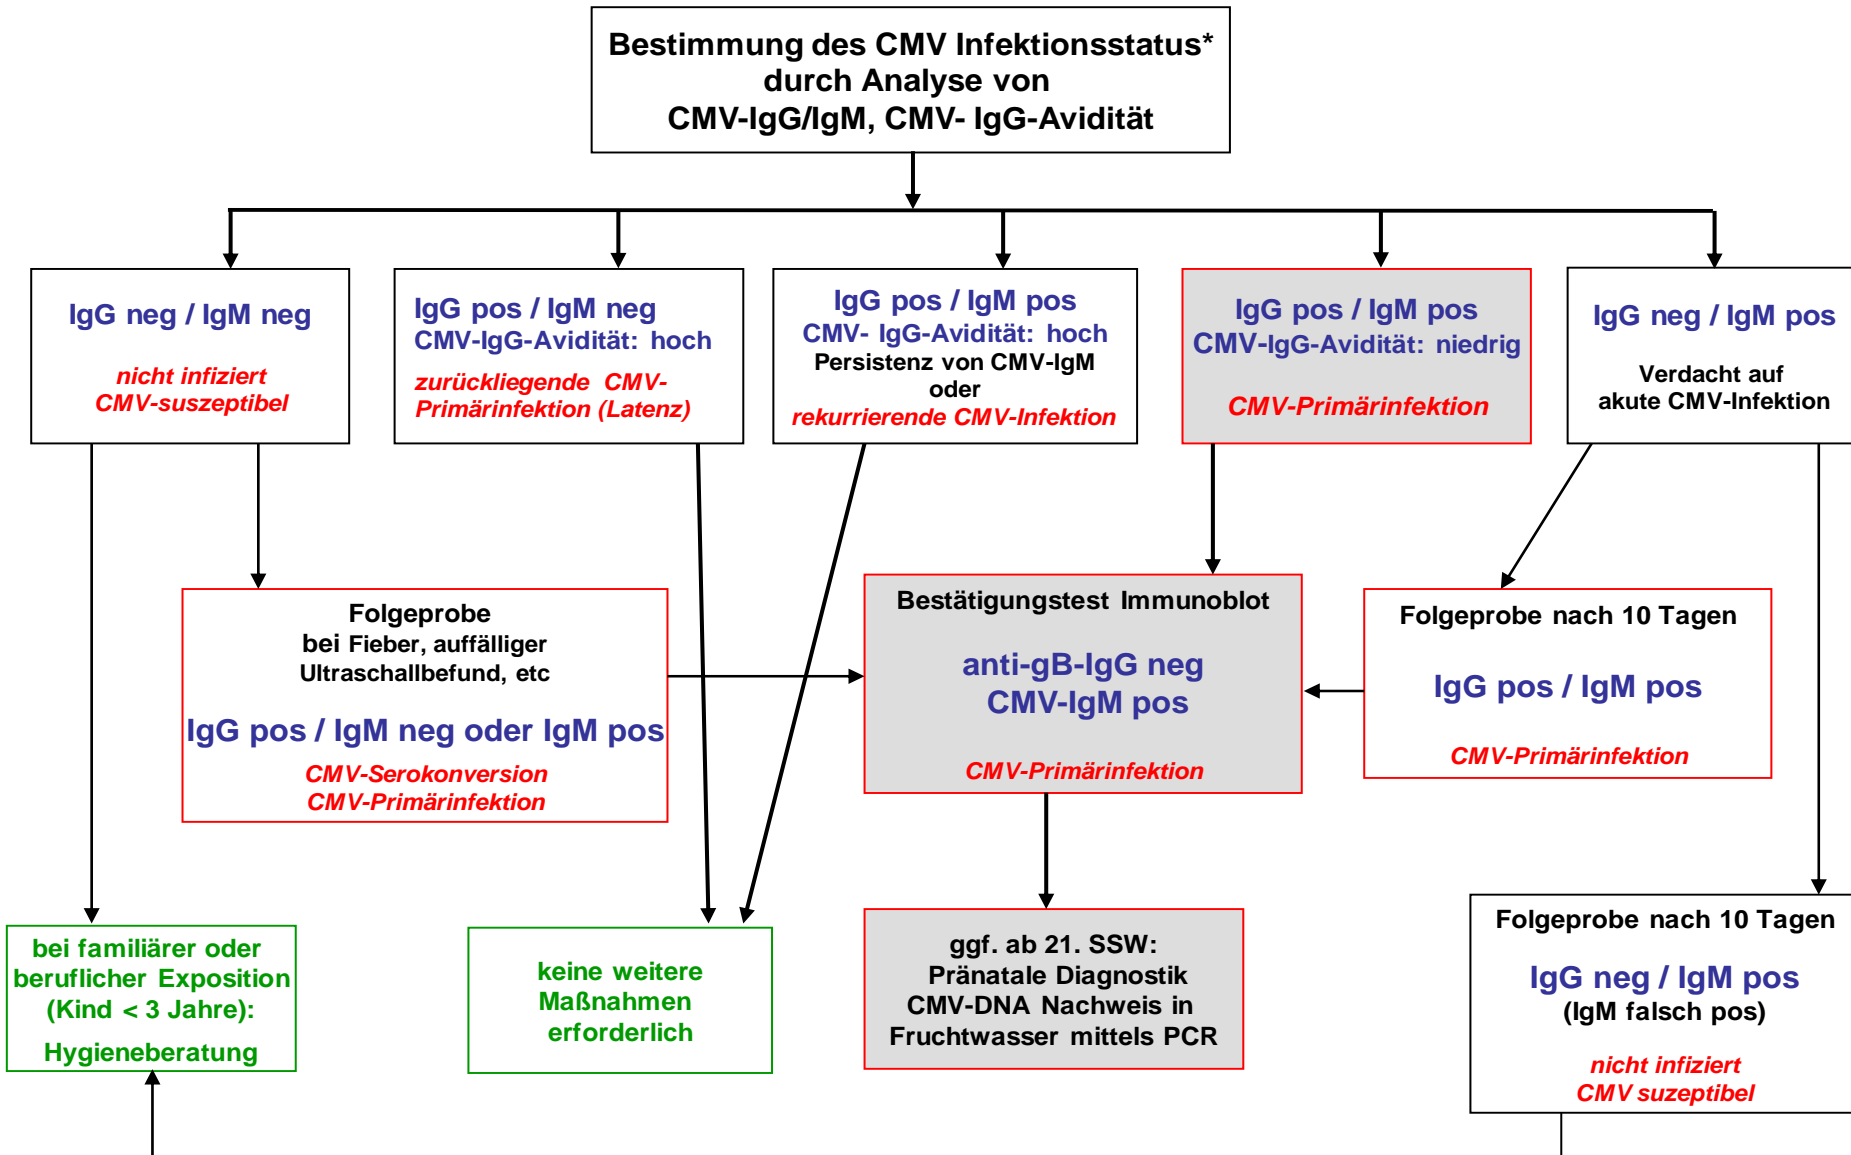 Bestimmung des CMV Infektionsstatus*
durch Analyse von
CMV-IgG/IgM, CMV- IgG-Avidität
IgG neg / IgM neg
nicht infiziert
CMV-suszeptibel
IgG pos / IgM neg
CMV-IgG-Avidität: hoch
zurückliegende CMV-
Primärinfektion (Latenz)
IgG pos / IgM pos
CMV- IgG-Avidität: hoch
Persistenz von CMV-IgM
oder
rekurrierende CMV-Infektion
IgG pos / IgM pos
CMV-IgG-Avidität: niedrig
CMV-Primärinfektion
IgG neg / IgM pos
Verdacht auf
akute CMV-Infektion
Folgeprobe
bei Fieber, auffälliger
Ultraschallbefund, etc
IgG pos / IgM neg oder IgM pos
CMV-Serokonversion
CMV-Primärinfektion
Bestätigungstest Immunoblot
anti-gB-IgG neg
CMV-IgM pos
CMV-Primärinfektion
Folgeprobe nach 10 Tagen
IgG pos / IgM pos
CMV-Primärinfektion
bei familiärer oder
beruflicher Exposition
(Kind < 3 Jahre):
Hygieneberatung
keine weitere
Maßnahmen
erforderlich
ggf. ab 21. SSW:
Pränatale Diagnostik
CMV-DNA Nachweis in
Fruchtwasser mittels PCR
Folgeprobe nach 10 Tagen
IgG neg / IgM pos
(IgM falsch pos)
nicht infiziert
CMV suzeptibel